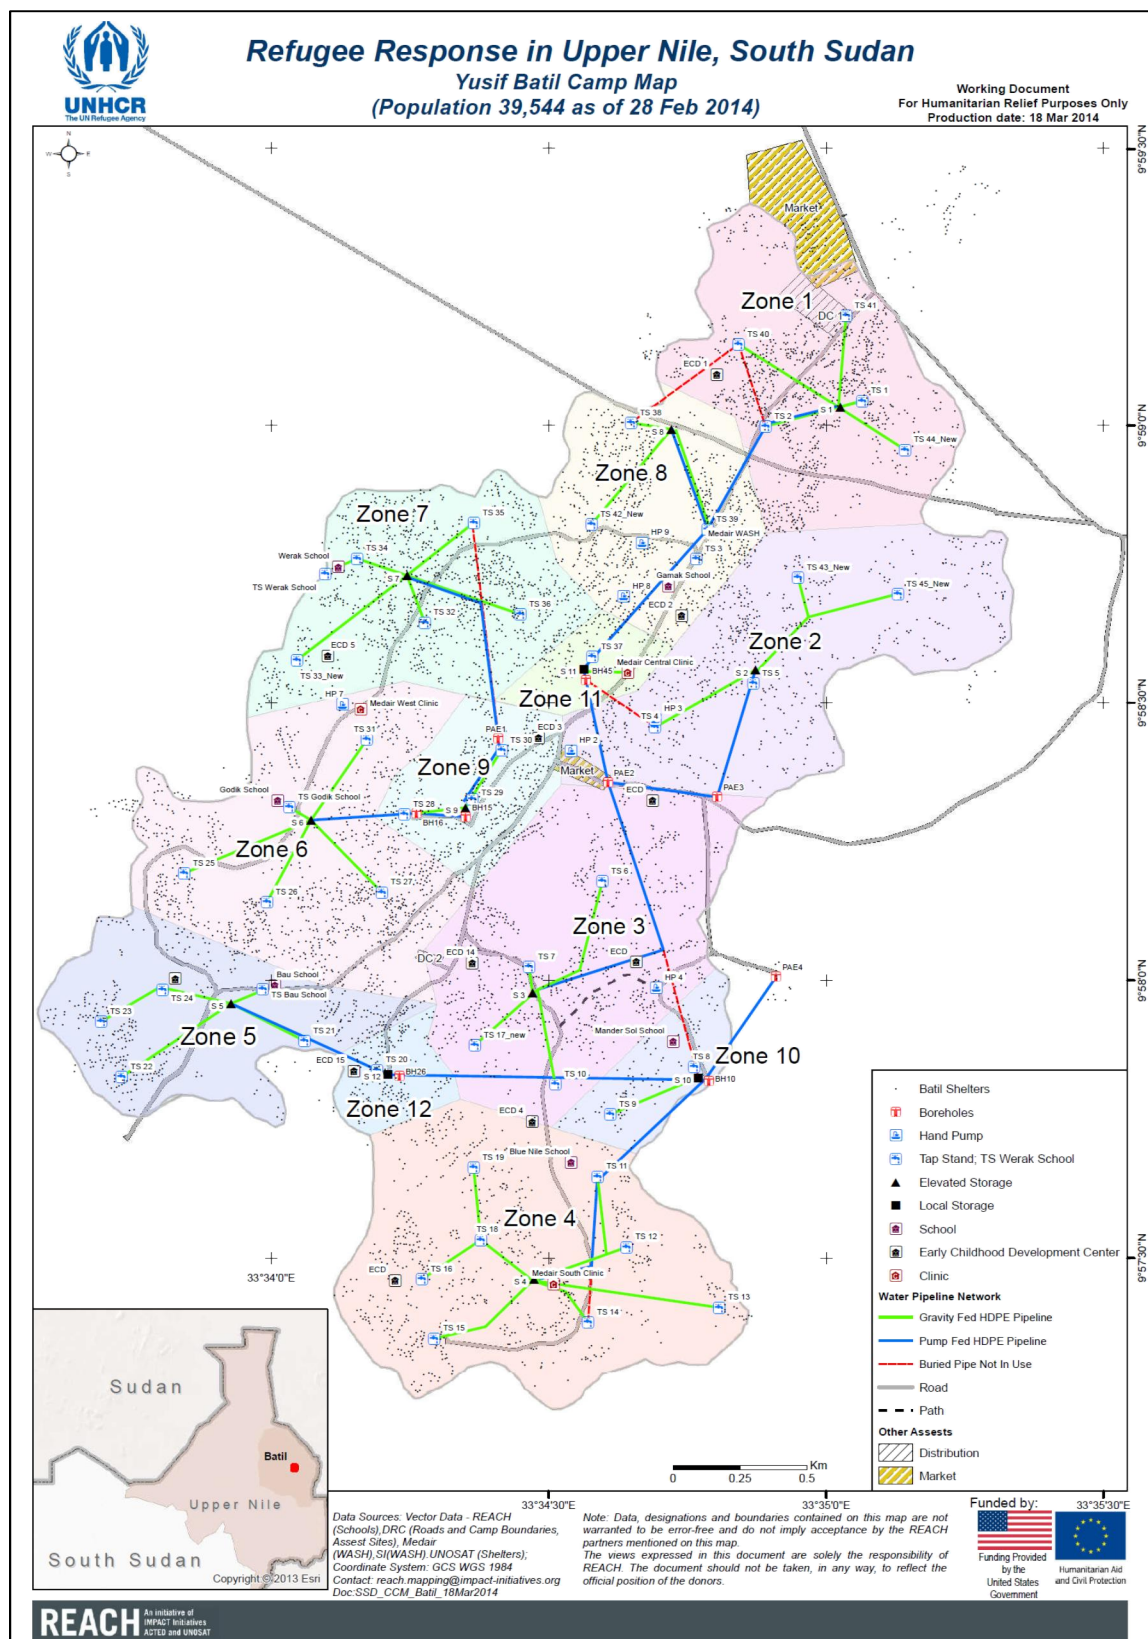 UNHCR
The UN Refugee Agency
Refugee Response in Upper Nile, South Sudan
Yusif Batil Camp Map
(Population 39,544 as of 28 Feb 2014)
Working Document
For Humanitarian Relief Purposes Only
Production date: 18 Mar 2014
N
W
E
S
9°59'30"N
Market
Zone 1
TS 41
DC 1
TS 40
ECD 1
TS 1
TS 38
TS 2
S 1
9°59'0"N
S 8
TS 44_New
Zone 8
Zone 7
TS 35
TS 42_New
TS 39
Medair WASH
HP 9
TS 34
Werak School
TS 3
S 7
Gamak School
TS 43_New
TS 45_New
TS Werak School
HP 8
ECD 2
TS 36
TS 32
Zone 2
ECD 5
TS 37
Medair Central Clinic
S 11
BH45
S 2
TS 5
TS 33_New
HP 7
Zone 11
9°58'30"N
Medair West Clinic
TS 4
HP 3
TS 31
PAE1
TS 30
ECD 3
HP 2
Zone 9
Market
PAE2
ECD
PAE3
Godik School
TS Godik School
TS 28
S 9
TS 29
BH15
BH16
S 6
Zone 6
TS 25
TS 26
TS 27
TS 6
Zone 3
ECD 14
DC 2
TS 7
ECD
PAE4
9°58'0"N
Bau School
TS 24
TS Bau School
S 5
S 3
HP 4
TS 23
Zone 5
TS 21
TS 17_new
Mander Sol School
Zone 10
TS 22
ECD 15
TS 20
S 12
BH26
TS 8
TS 10
S 10
BH10
Zone 12
TS 9
ECD 4
Blue Nile School
TS 19
TS 11
Zone 4
TS 18
TS 12
9°57'30"N
33°34'0"E
ECD
TS 16
Medair South Clinic
S 4
TS 13
TS 14
TS 15
Batil Shelters
Boreholes
Hand Pump
Tap Stand; TS Werak School
Elevated Storage
Local Storage
School
Early Childhood Development Center
Clinic
Water Pipeline Network
Gravity Fed HDPE Pipeline
Pump Fed HDPE Pipeline
Buried Pipe Not In Use
Road
Path
Other Assests
Distribution
Market
Km
0
0.25
0.5
Sudan
Batil
Upper Nile
South Sudan
Copyright © 2013 Esri
33°34'30"E
33°35'0"E
33°35'30"E
Data Sources: Vector Data - REACH
(Schools),DRC (Roads and Camp Boundaries,
Assest Sites), Medair
(WASH),SI(WASH).UNOSAT (Shelters);
Coordinate System: GCS WGS 1984
Contact: reach.mapping@impact-initiatives.org
Doc:SSD_CCM_Batil_18Mar2014
Note: Data, designations and boundaries contained on this map are not
warranted to be error-free and do not imply acceptance by the REACH
partners mentioned on this map.
The views expressed in this document are solely the responsibility of
REACH. The document should not be taken, in any way, to reflect the
official position of the donors.
Funded by:
Funding Provided
by the
United States
Government
Humanitarian Aid
and Civil Protection
REACH
An initiative of
IMPACT Initiatives
ACTED and UNOSAT